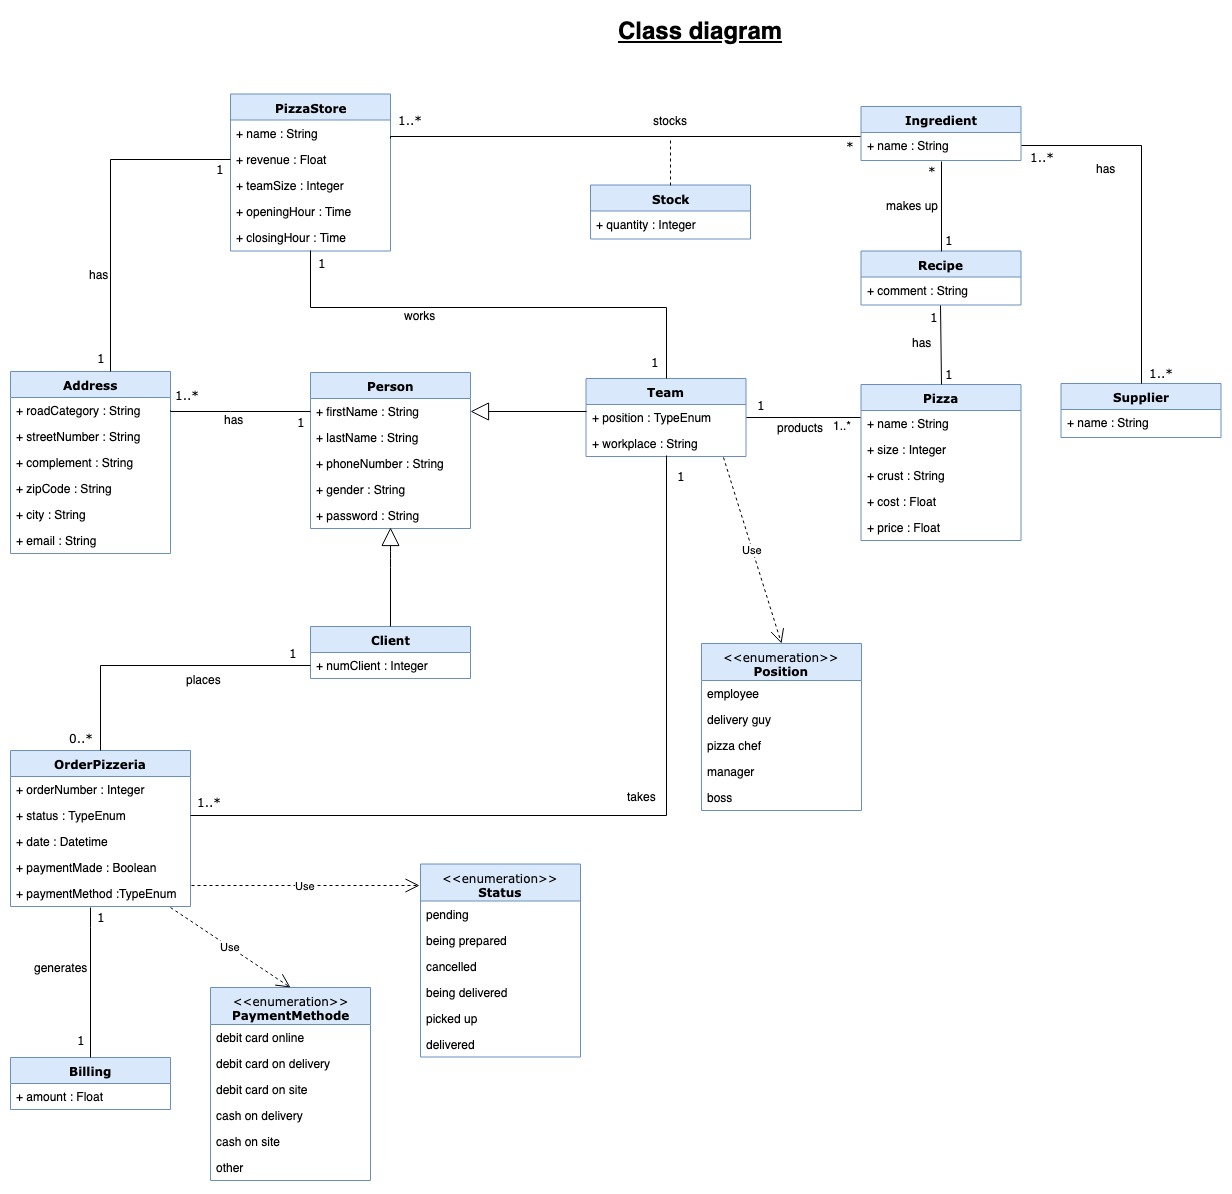 Class diagram
PizzaStore
+ name : String
+ revenue : Float
+ teamSize : Integer
+ openingHour : Time
+ closingHour : Time
1..*
stocks
*
Ingredient
+ name : String
1..*
has
Stock
+ quantity : Integer
*
makes up
1
Recipe
+ comment : String
1
has
1
1
has
1
1
works
1
Address
+ roadCategory : String
+ streetNumber : String
+ complement : String
+ zipCode : String
+ city : String
+ email : String
1..*
has
1
Person
+ firstName : String
+ lastName : String
+ phoneNumber : String
+ gender : String
+ password : String
Team
+ position : TypeEnum
+ workplace : String
1
products
1..*
Pizza
+ name : String
+ size : Integer
+ crust : String
+ cost : Float
+ price : Float
1..*
Supplier
+ name : String
1
Use
Client
+ numClient : Integer
1
places
0..*
<<enumeration>>
Position
employee
delivery guy
pizza chef
manager
boss
OrderPizzeria
+ orderNumber : Integer
+ status : TypeEnum
+ date : Datetime
+ paymentMade : Boolean
+ paymentMethod :TypeEnum
1..*
takes
Use
<<enumeration>>
Status
pending
being prepared
cancelled
being delivered
picked up
delivered
1
generates
1
Use
<<enumeration>>
PaymentMethode
debit card online
debit card on delivery
debit card on site
cash on delivery
cash on site
other
Billing
+ amount : Float